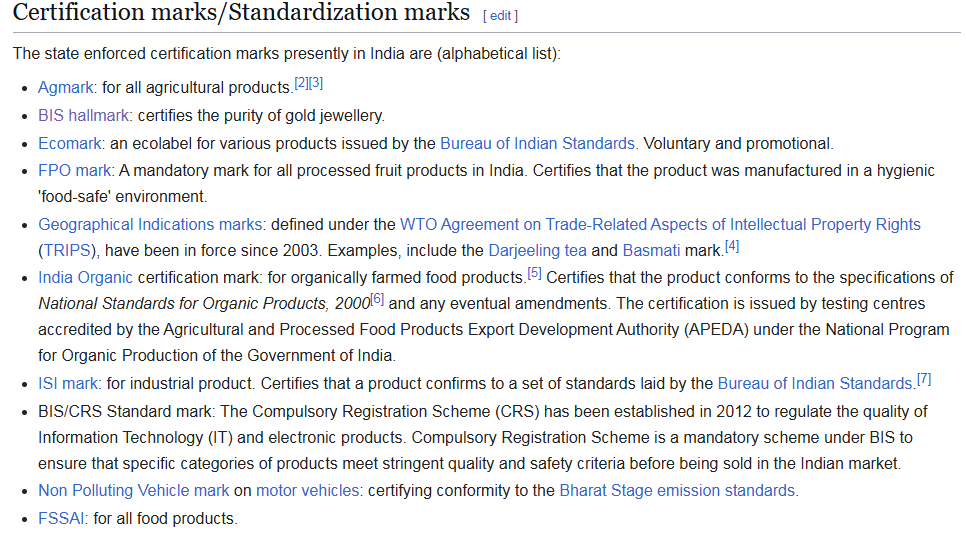 Certification marks/Standardization marks [ edit ]
The state enforced certification marks presently in India are (alphabetical list):
• Agmark: for all agricultural products.[2][3]
• BIS hallmark: certifies the purity of gold jewellery.
• Ecomark: an ecolabel for various products issued by the Bureau of Indian Standards. Voluntary and promotional.
• FPO mark: A mandatory mark for all processed fruit products in India. Certifies that the product was manufactured in a hygienic
'food-safe' environment.
• Geographical Indications marks: defined under the WTO Agreement on Trade-Related Aspects of Intellectual Property Rights
(TRIPS), have been in force since 2003. Examples, include the Darjeeling tea and Basmati mark.[4]
• India Organic certification mark: for organically farmed food products.[5] Certifies that the product conforms to the specifications of
National Standards for Organic Products, 2000[6] and any eventual amendments. The certification is issued by testing centres
accredited by the Agricultural and Processed Food Products Export Development Authority (APEDA) under the National Program
for Organic Production of the Government of India.
• ISI mark: for industrial product. Certifies that a product confirms to a set of standards laid by the Bureau of Indian Standards.[7]
• BIS/CRS Standard mark: The Compulsory Registration Scheme (CRS) has been established in 2012 to regulate the quality of
Information Technology (IT) and electronic products. Compulsory Registration Scheme is a mandatory scheme under BIS to
ensure that specific categories of products meet stringent quality and safety criteria before being sold in the Indian market.
• Non Polluting Vehicle mark on motor vehicles: certifying conformity to the Bharat Stage emission standards.
• FSSAI: for all food products.